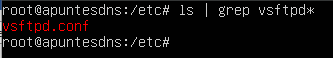 root@apuntesdns:/etc# ls | grep vsftpd*
vsftpd.conf
root@apuntesdns:/etc#